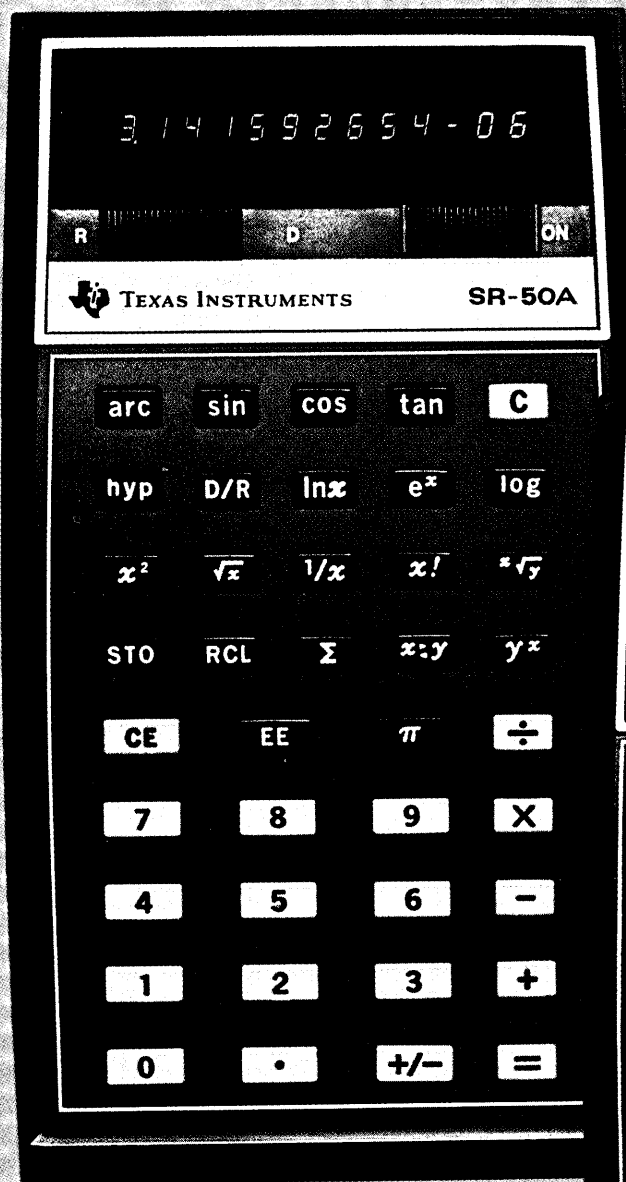 3.141592654-06
R D ON
TEXAS INSTRUMENTS SR-50A
arc sin cos tan C
hyp D/R lnx eˣ log
x² √x 1/x x! ˣ√y
STO RCL Σ x:y yˣ
CE EE π ÷
7 8 9 ×
4 5 6 −
1 2 3 +
0 . +/− =